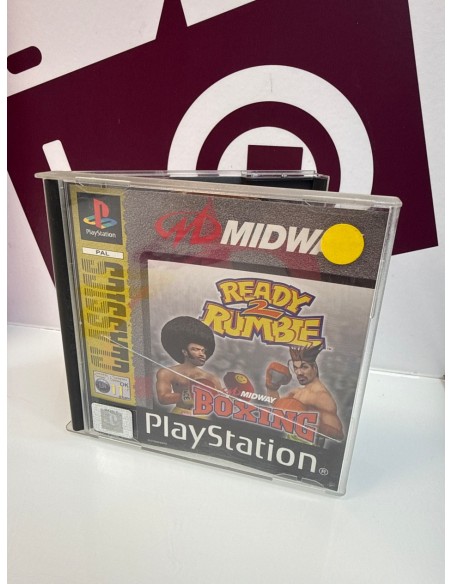 PlayStation
PAL
MIDWA
READY
2
RUMBLE
MIDWAY
BOXING
PlayStation®